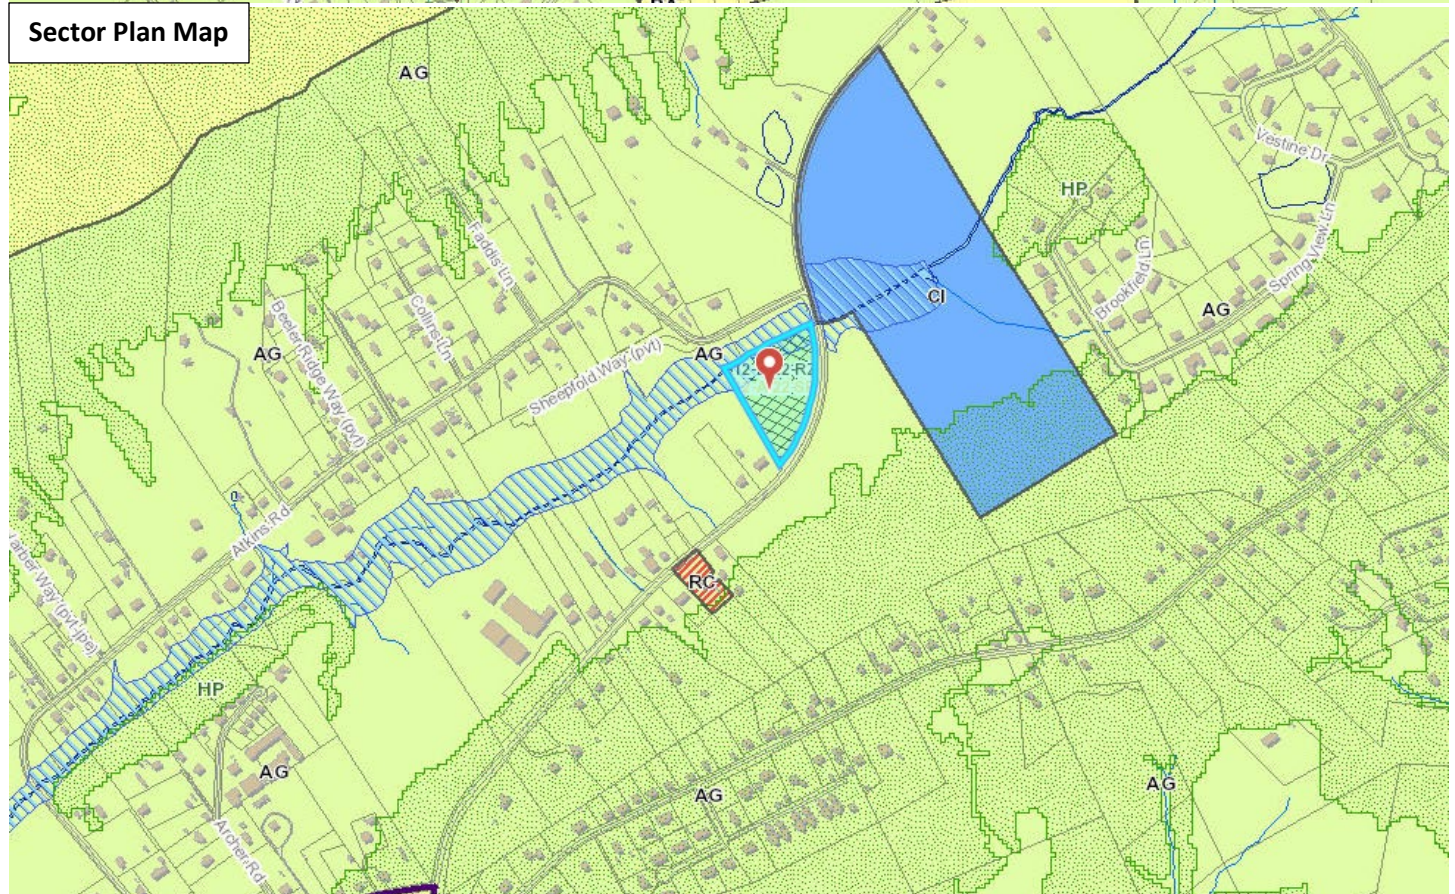 Sector Plan Map
AG
Vestine Dr
HP
Faddis Ln
Spring View Ln
Brookfield Ln
Collins Ln
Beeler Ridge Way (pvt)
CI
AG
AG
AG
Sheepfold Way (pvt)
Atkins Rd
RC
HP
AG
AG
AG
Archer Rd